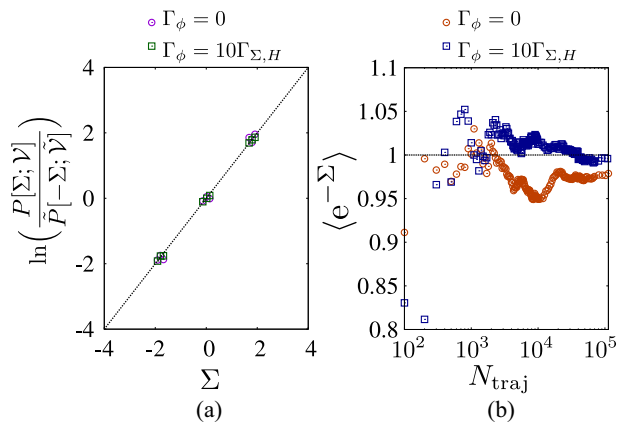 Γ_ϕ = 0
Γ_ϕ = 10Γ_{Σ,H}
4
2
0
-2
-4
-4 -2 0 2 4
ln(P[Σ; 𝒱] / P̃[−Σ; 𝒱̃])
Σ
(a)
Γ_ϕ = 0
Γ_ϕ = 10Γ_{Σ,H}
1.1
1.05
1
0.95
0.9
0.85
0.8
10^2 10^3 10^4 10^5
⟨e^{−Σ}⟩
N_traj
(b)